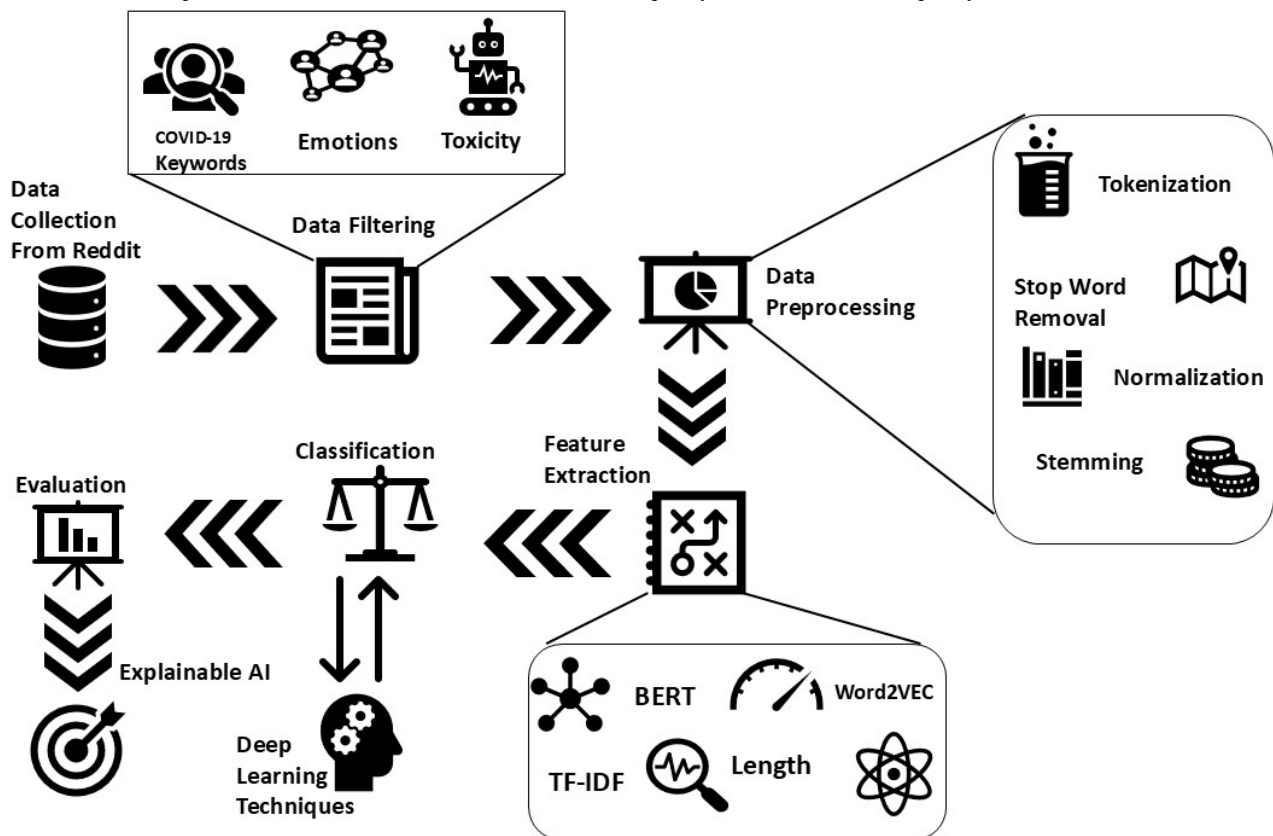 COVID-19
Keywords
Emotions
Toxicity
Data
Collection
From Reddit
Data Filtering
Data
Preprocessing
Tokenization
Stop Word
Removal
Normalization
Stemming
Feature
Extraction
Classification
Evaluation
Explainable AI
Deep
Learning
Techniques
BERT
Word2VEC
TF-IDF
Length